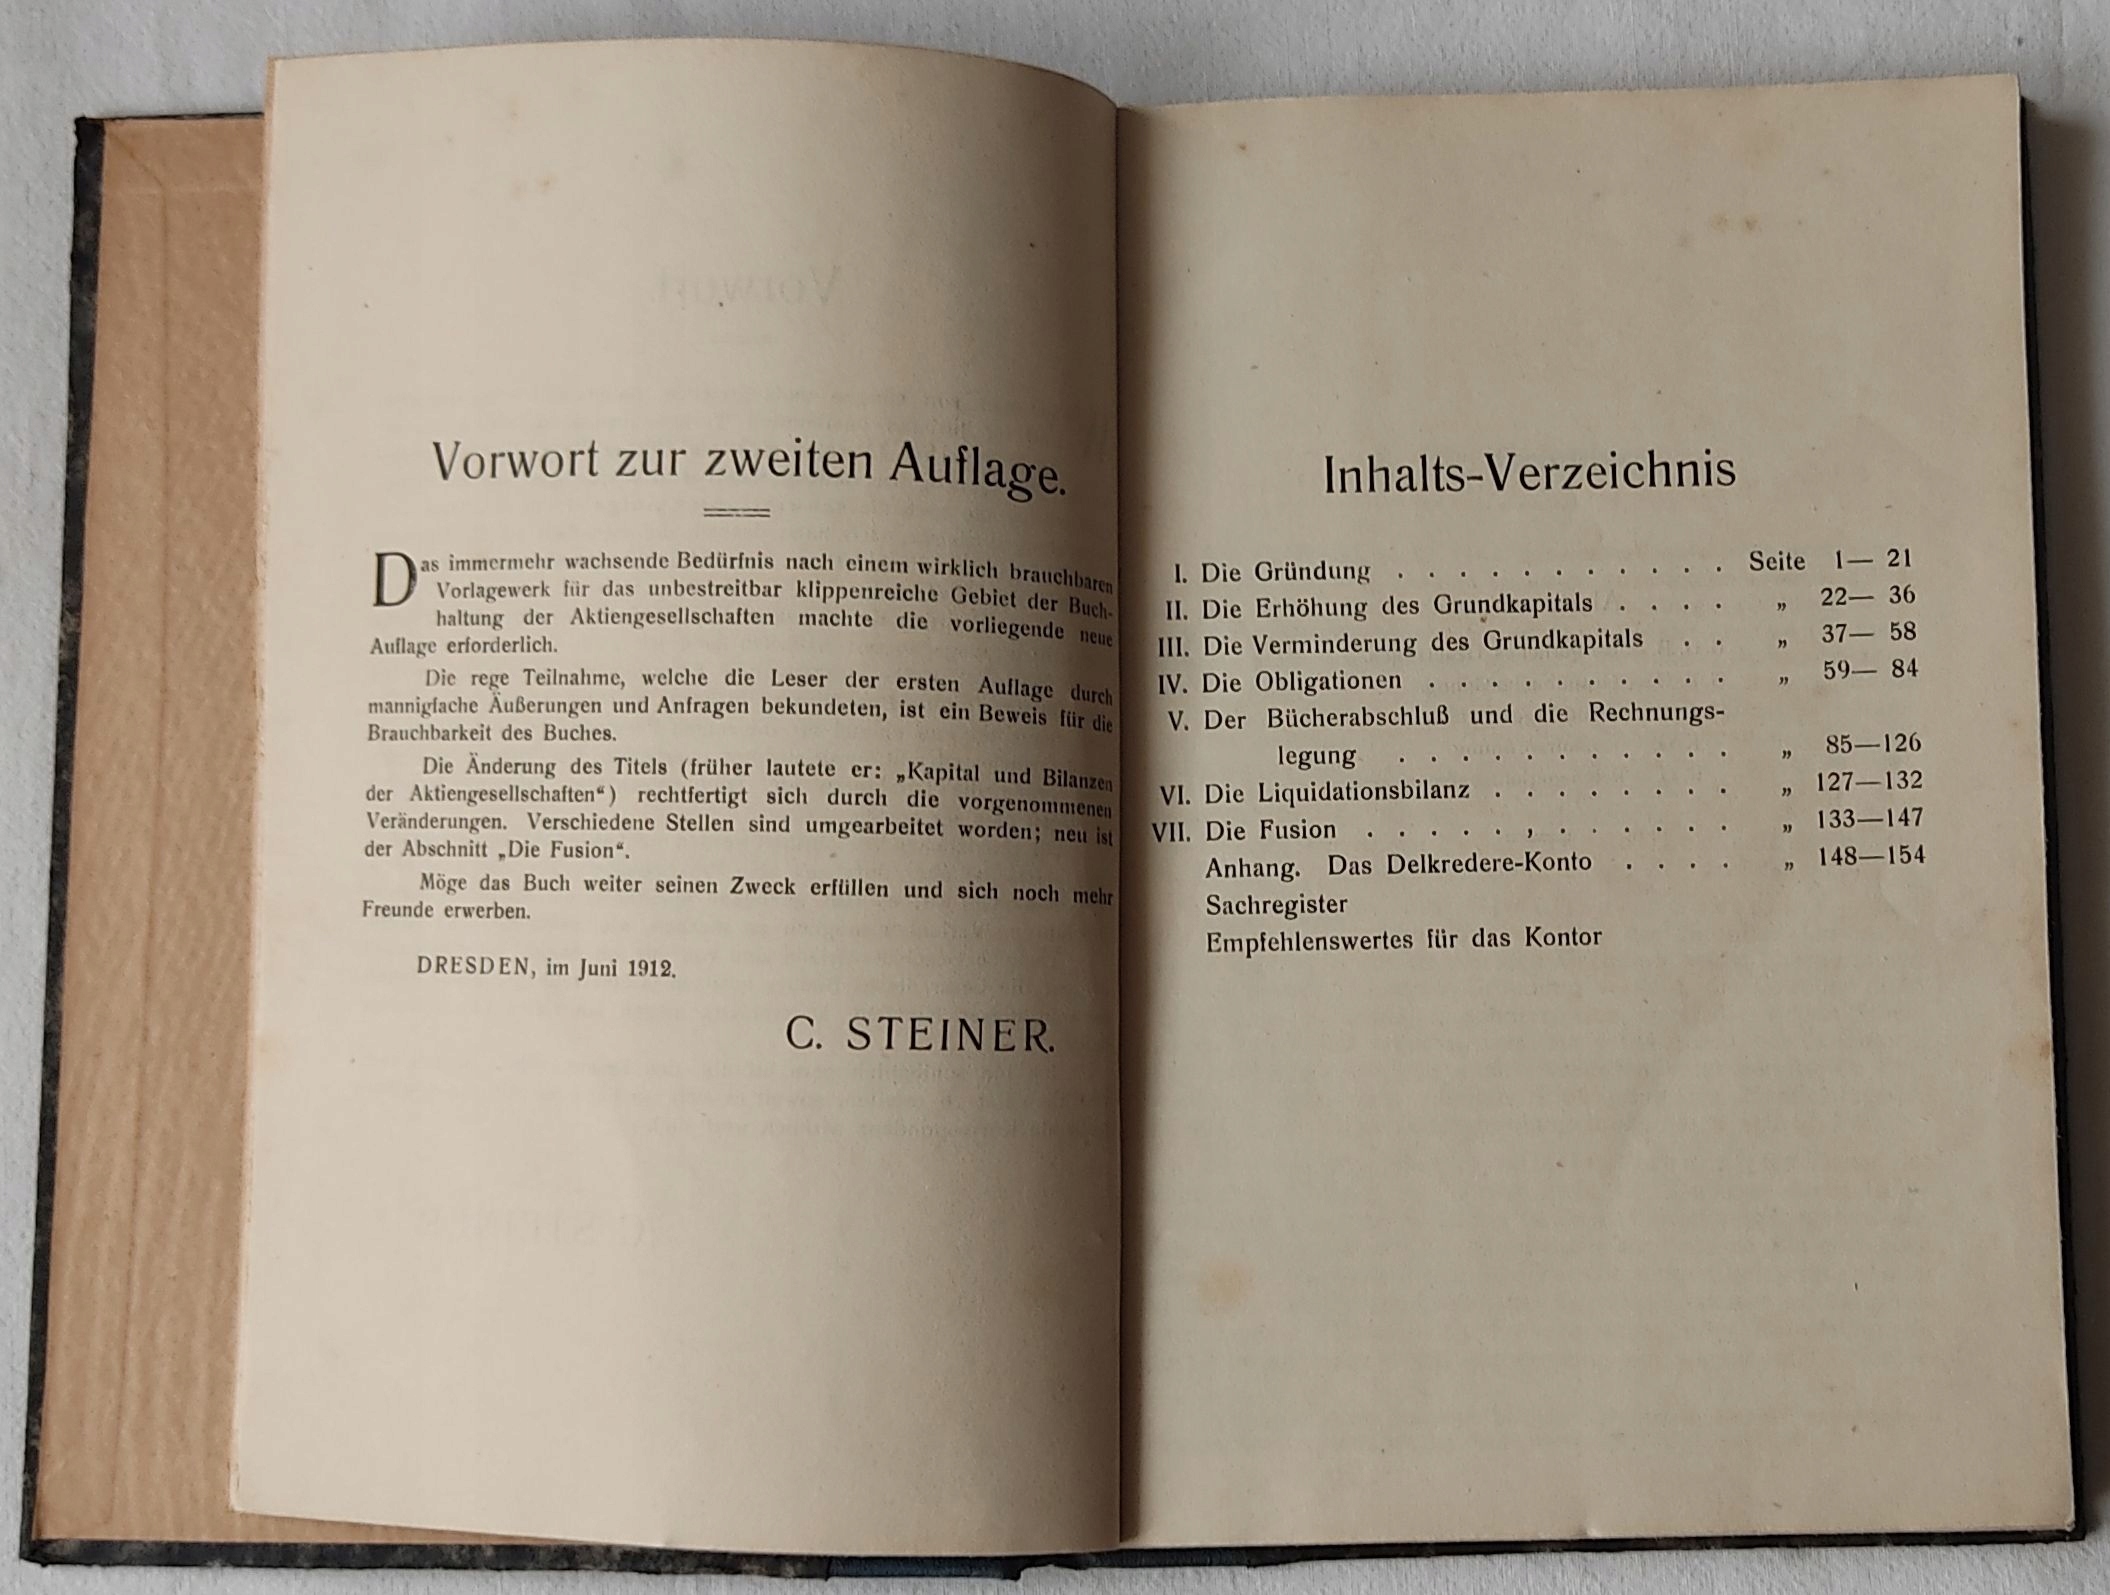 Vorwort zur zweiten Auflage.
Das immermehr wachsende Bedürfnis nach einem wirklich brauchbaren
Vorlagewerk für das unbestreitbar klippenreiche Gebiet der Buch-
haltung der Aktiengesellschaften machte die vorliegende neue
Auflage erforderlich.
Die rege Teilnahme, welche die Leser der ersten Auflage durch
mannigfache Äußerungen und Anfragen bekundeten, ist ein Beweis für die
Brauchbarkeit des Buches.
Die Änderung des Titels (früher lautete er: „Kapital und Bilanzen
der Aktiengesellschaften“) rechtfertigt sich durch die vorgenommenen
Veränderungen. Verschiedene Stellen sind umgearbeitet worden; neu ist
der Abschnitt „Die Fusion“.
Möge das Buch weiter seinen Zweck erfüllen und sich noch mehr
Freunde erwerben.
DRESDEN, im Juni 1912.
C. STEINER.
Inhalts-Verzeichnis
I. Die Gründung . . . . . . . . . . . Seite 1— 21
II. Die Erhöhung des Grundkapitals . . . . „ 22— 36
III. Die Verminderung des Grundkapitals . . „ 37— 58
IV. Die Obligationen . . . . . . . . . . „ 59— 84
V. Der Bücherabschluß und die Rechnungs-
legung . . . . . . . . . . . „ 85—126
VI. Die Liquidationsbilanz . . . . . . . . „ 127—132
VII. Die Fusion . . . . . , . . . . . . „ 133—147
Anhang. Das Delkredere-Konto . . . . „ 148—154
Sachregister
Empfehlenswertes für das Kontor